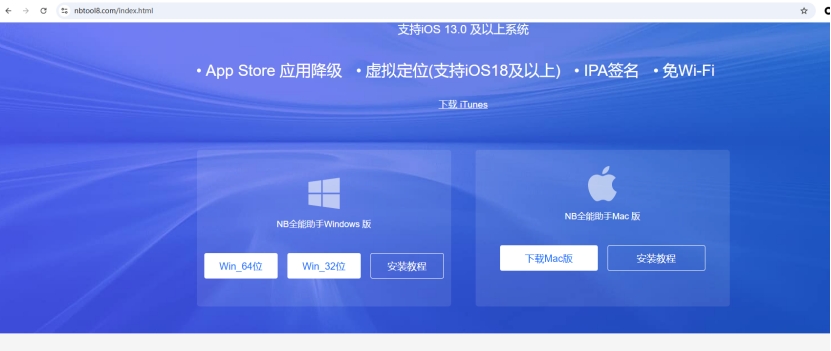 nbtool8.com/index.html
支持iOS 13.0 及以上系统
• App Store 应用降级 • 虚拟定位(支持iOS18及以上) • IPA签名 • 免Wi-Fi
下载 iTunes
NB全能助手Windows 版
NB全能助手Mac 版
Win_64位 Win_32位 安装教程
下载Mac版 安装教程